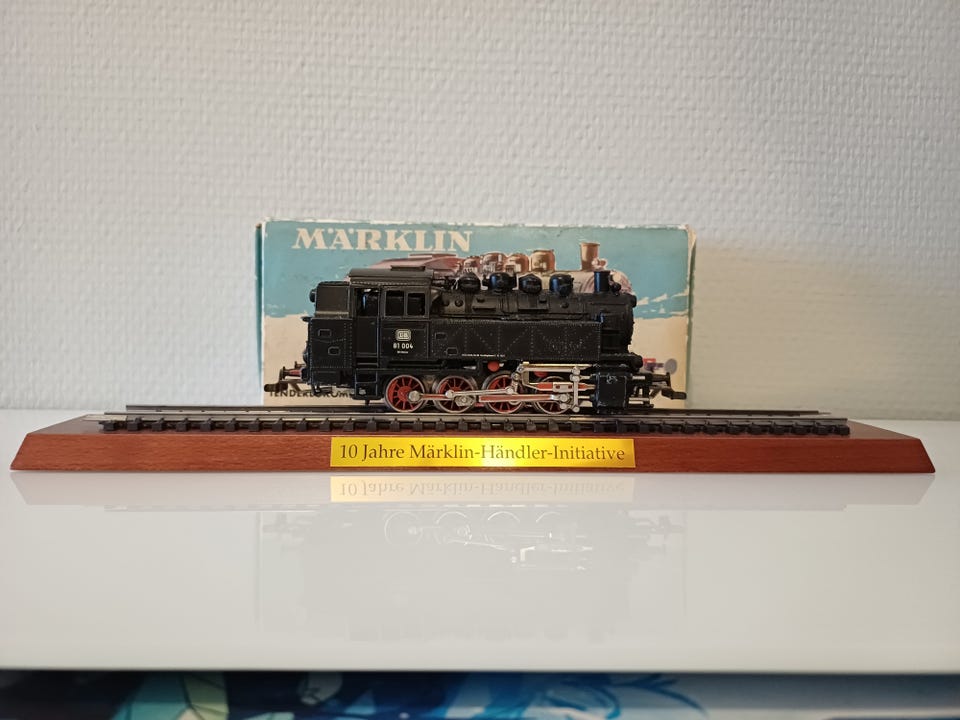 MÄRKLIN
DB
81 004
10 Jahre Märklin-Händler-Initiative